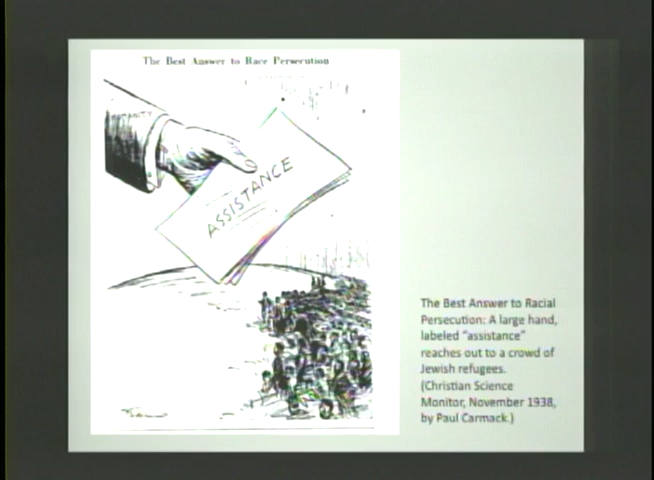 The Best Answer to Race Persecution
ASSISTANCE
The Best Answer to Racial
Persecution: A large hand,
labeled "assistance"
reaches out to a crowd of
Jewish refugees.
(Christian Science
Monitor, November 1938,
by Paul Carmack.)